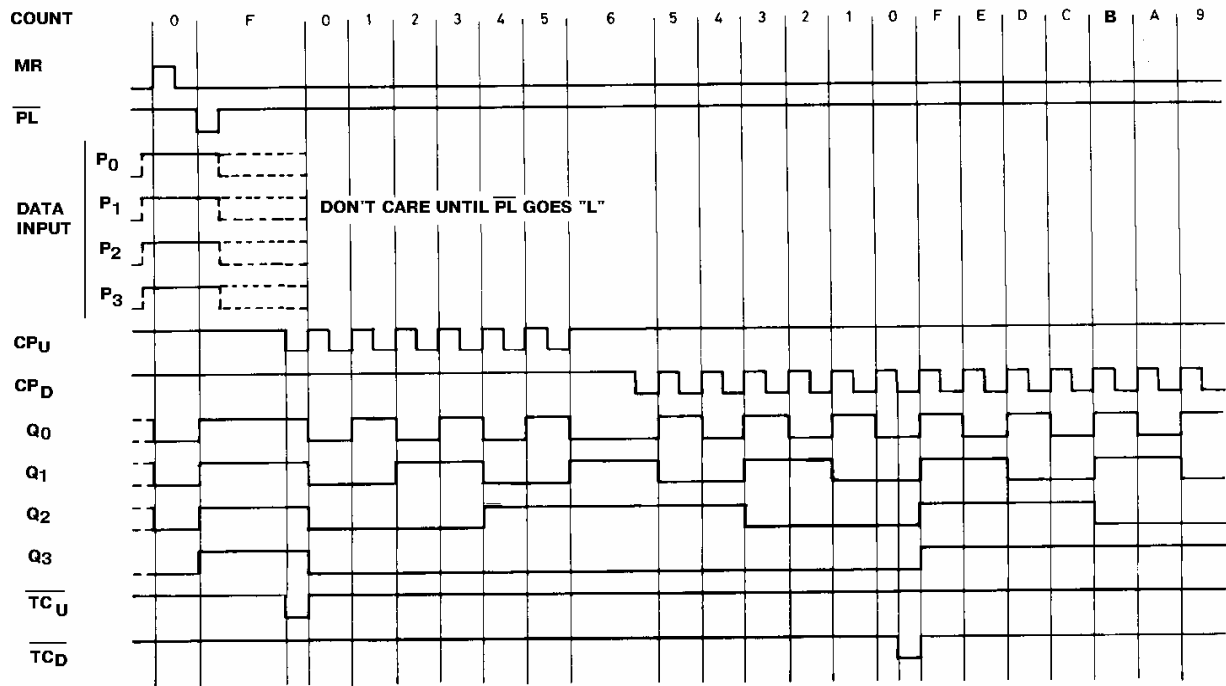 COUNT 0 F 0 1 2 3 4 5 6 5 4 3 2 1 0 F E D C B A 9
MR
PL
P0
P1
DATA
INPUT
DON'T CARE UNTIL PL GOES "L"
P2
P3
CPU
CPD
Q0
Q1
Q2
Q3
TCU
TCD